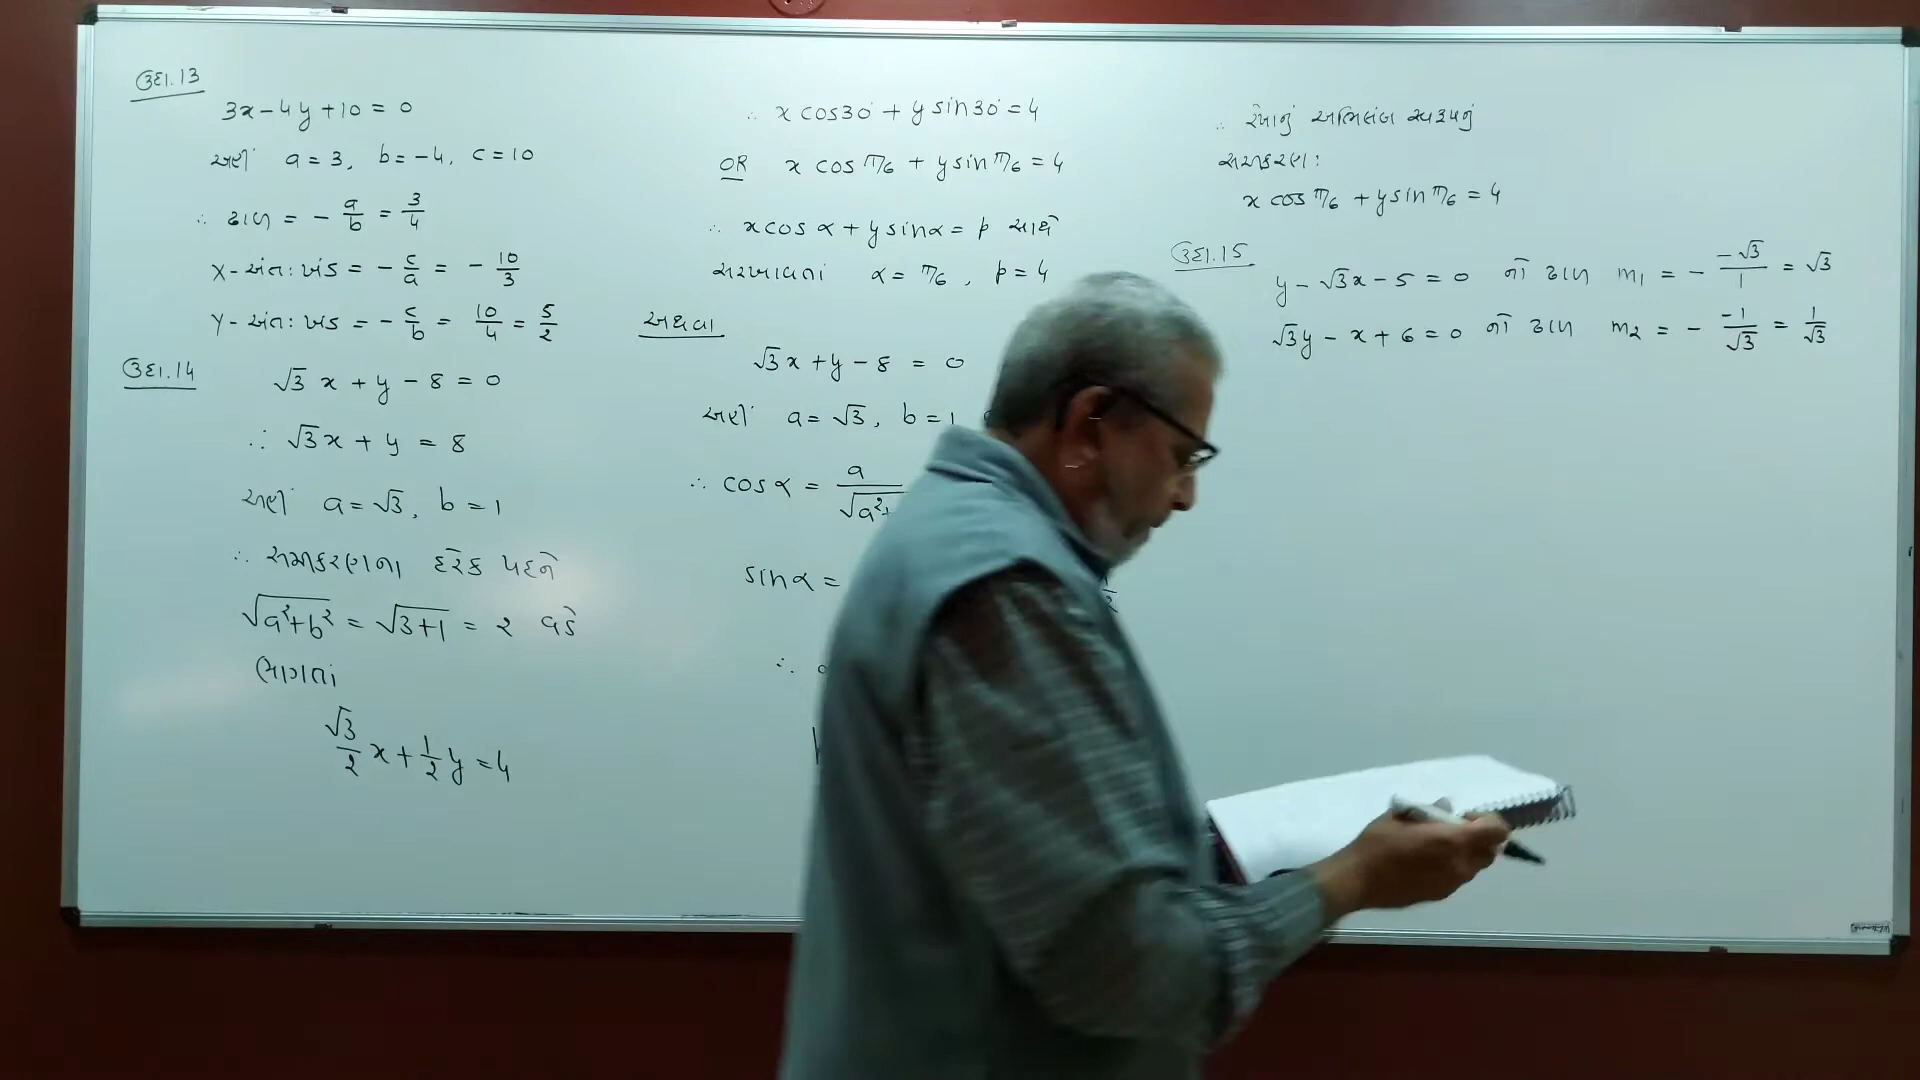 ઉદા.13
3x - 4y + 10 = 0
અહીં a = 3, b = -4, c = 10
∴ ઢાળ = - a/b = 3/4
X- અંતઃખંડ = - c/a = - 10/3
Y- અંતઃખંડ = - c/b = 10/4 = 5/2
ઉદા.14
√3 x + y - 8 = 0
∴ √3 x + y = 8
અહીં a = √3, b = 1
∴ સમીકરણના દરેક પદને
√(a²+b²) = √(3+1) = 2 વડે
ભાગતાં
√3/2 x + 1/2 y = 4
∴ x cos30° + y sin30° = 4
OR x cos π/6 + y sin π/6 = 4
∴ x cos α + y sin α = p સાથે
સરખાવતાં α = π/6, p = 4
અથવા
√3 x + y - 8 = 0
અહીં a = √3, b = 1
∴ cos α = a/√(a²+
sin α =
∴
∴ રેખાનું અભિલંબ સ્વરૂપનું
સમીકરણ:
x cos π/6 + y sin π/6 = 4
ઉદા.15
y - √3x - 5 = 0 નો ઢાળ m₁ = - -√3/1 = √3
√3y - x + 6 = 0 નો ઢાળ m₂ = - -1/√3 = 1/√3